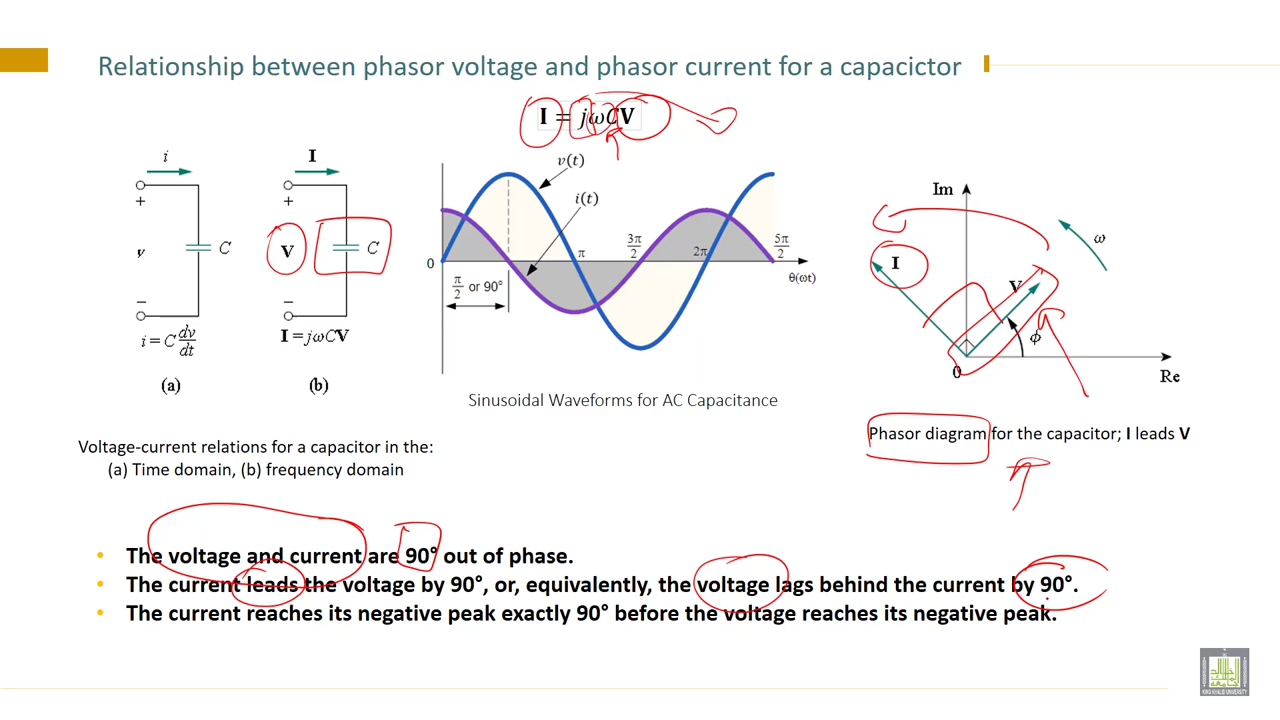 Relationship between phasor voltage and phasor current for a capacictor
I = jωCV
i
+
v
−
C
i = C dv/dt
(a)
I
+
V
−
C
I = jωCV
(b)
v(t)
i(t)
0
π/2 or 90°
π
3π/2
2π
5π/2
θ(ωt)
Sinusoidal Waveforms for AC Capacitance
Im
ω
I
V
ϕ
0
Re
Phasor diagram for the capacitor; I leads V
Voltage-current relations for a capacitor in the:
(a) Time domain, (b) frequency domain
• The voltage and current are 90° out of phase.
• The current leads the voltage by 90°, or, equivalently, the voltage lags behind the current by 90°.
• The current reaches its negative peak exactly 90° before the voltage reaches its negative peak.
KING KHALID UNIVERSITY